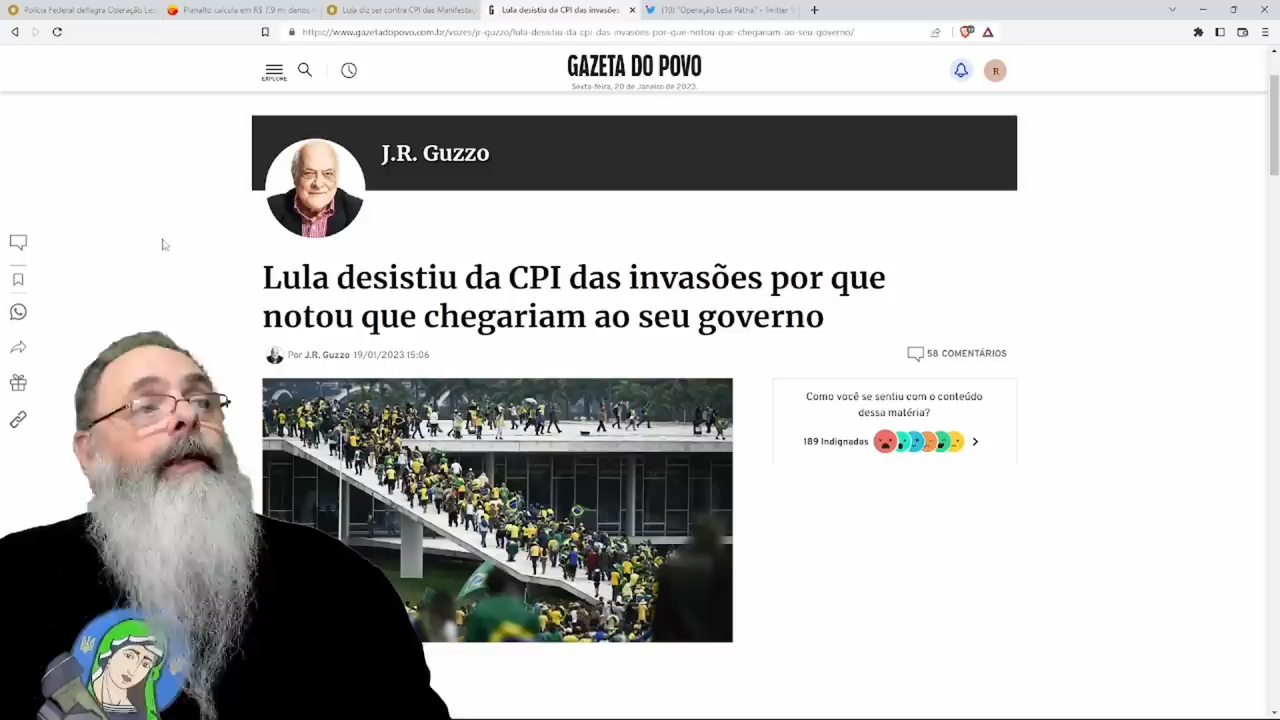 Polícia Federal deflagra Operação Les
Planalto calcula em R$ 7,9 mi danos
Lula diz ser contra CPI das Manifestaç
Lula desistiu da CPI das invasões
(10) "Operação Lesa Pátria" - Twitter
https://www.gazetadopovo.com.br/vozes/jr-guzzo/lula-desistiu-da-cpi-das-invasoes-por-que-notou-que-chegariam-ao-seu-governo/
EXPLORE
GAZETA DO POVO
R
Sexta-feira, 20 de Janeiro de 2023.
J.R. Guzzo
Lula desistiu da CPI das invasões por que
notou que chegariam ao seu governo
Por J.R. Guzzo 19/01/2023 15:06
58 COMENTÁRIOS
Como você se sentiu com o conteúdo
dessa matéria?
189 Indignadas